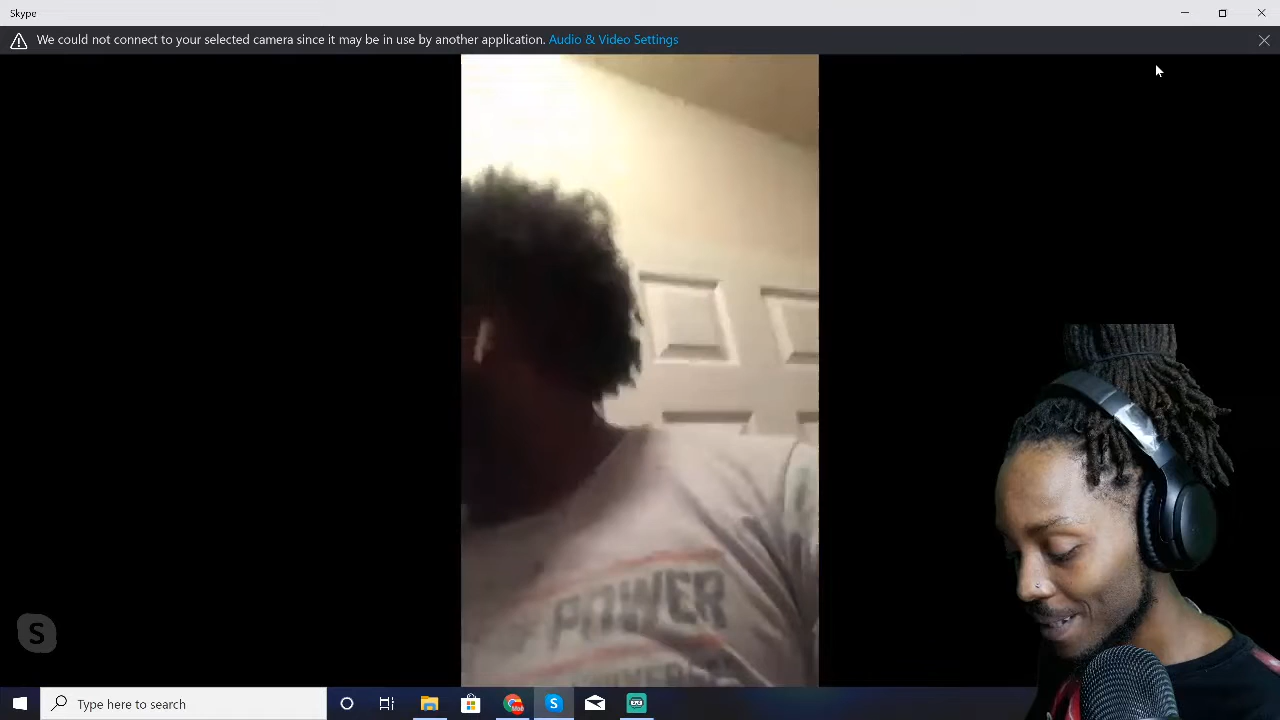 Skype
We could not connect to your selected camera since it may be in use by another application. Audio & Video Settings
POWER
S
Type here to search